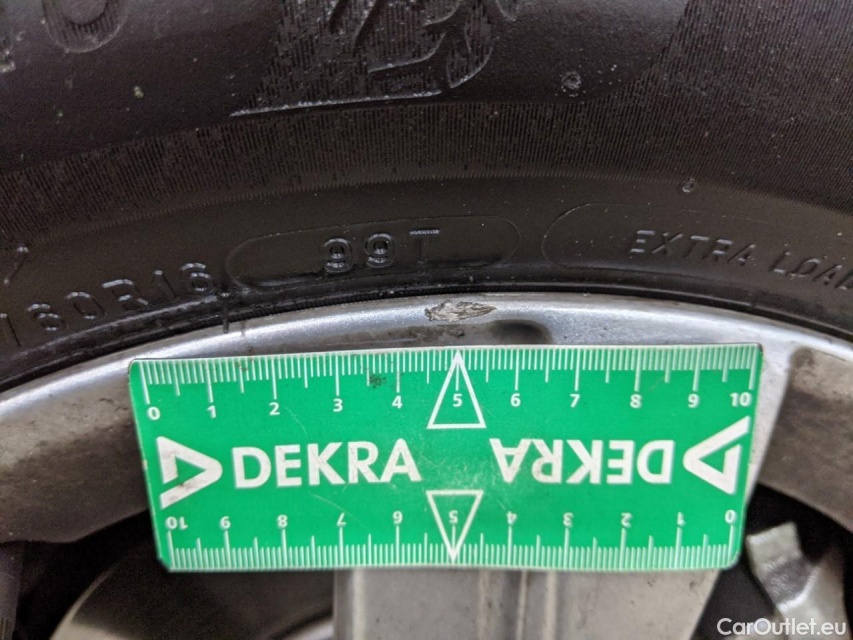 /60R16 99T EXTRA LOA
0 1 2 3 4 5 6 7 8 9 10
DEKRA DEKRA
10 9 8 7 6 5 4 3 2 1 0
CarOutlet.eu